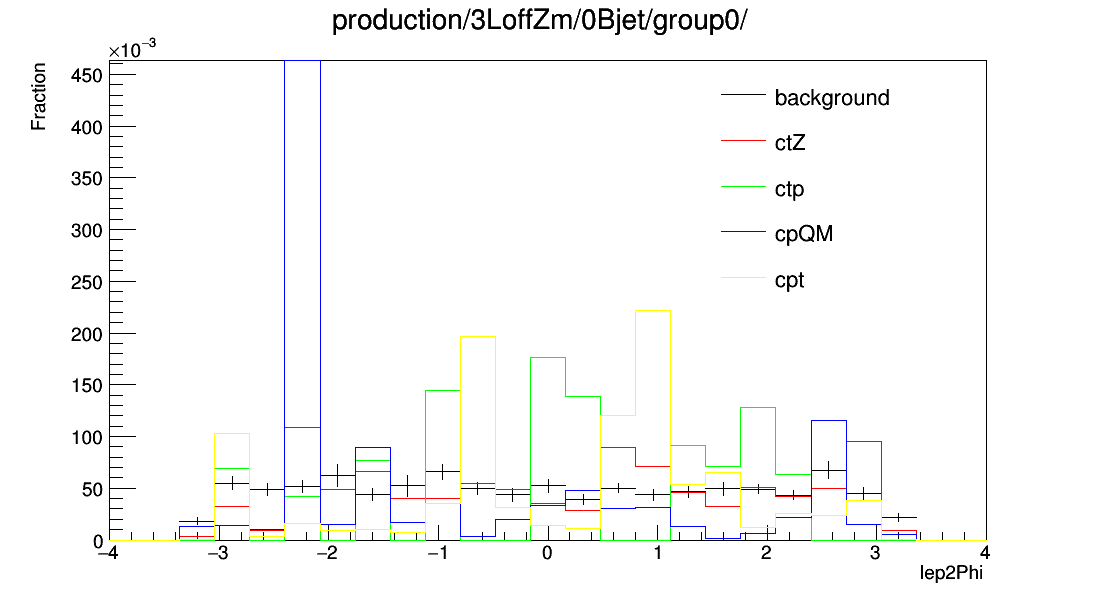 production/3LoffZm/0Bjet/group0/
×10⁻³
Fraction
450
400
350
300
250
200
150
100
50
0
background
ctZ
ctp
cpQM
cpt
−4 −3 −2 −1 0 1 2 3 4
lep2Phi